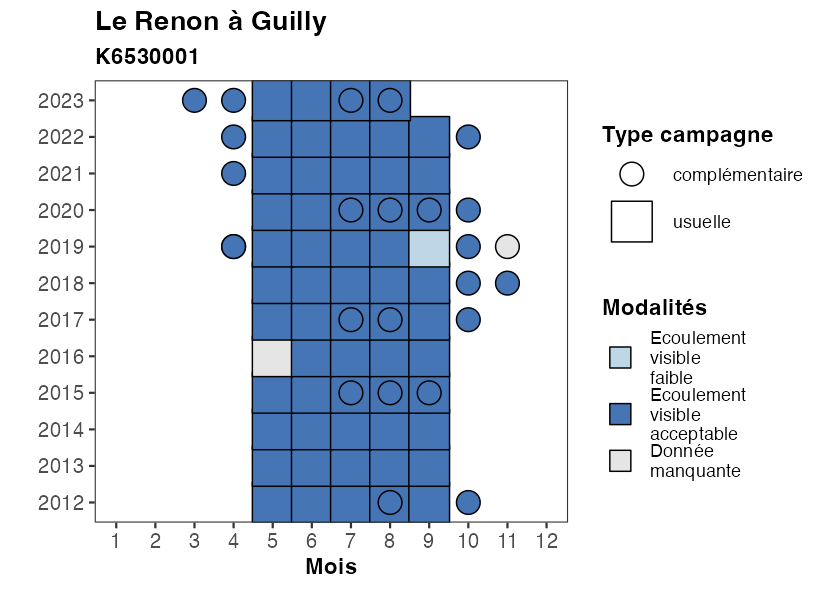 Le Renon à Guilly
K6530001
2023
2022
2021
2020
2019
2018
2017
2016
2015
2014
2013
2012
1 2 3 4 5 6 7 8 9 10 11 12
Mois
Type campagne
complémentaire
usuelle
Modalités
Ecoulement
visible
faible
Ecoulement
visible
acceptable
Donnée
manquante